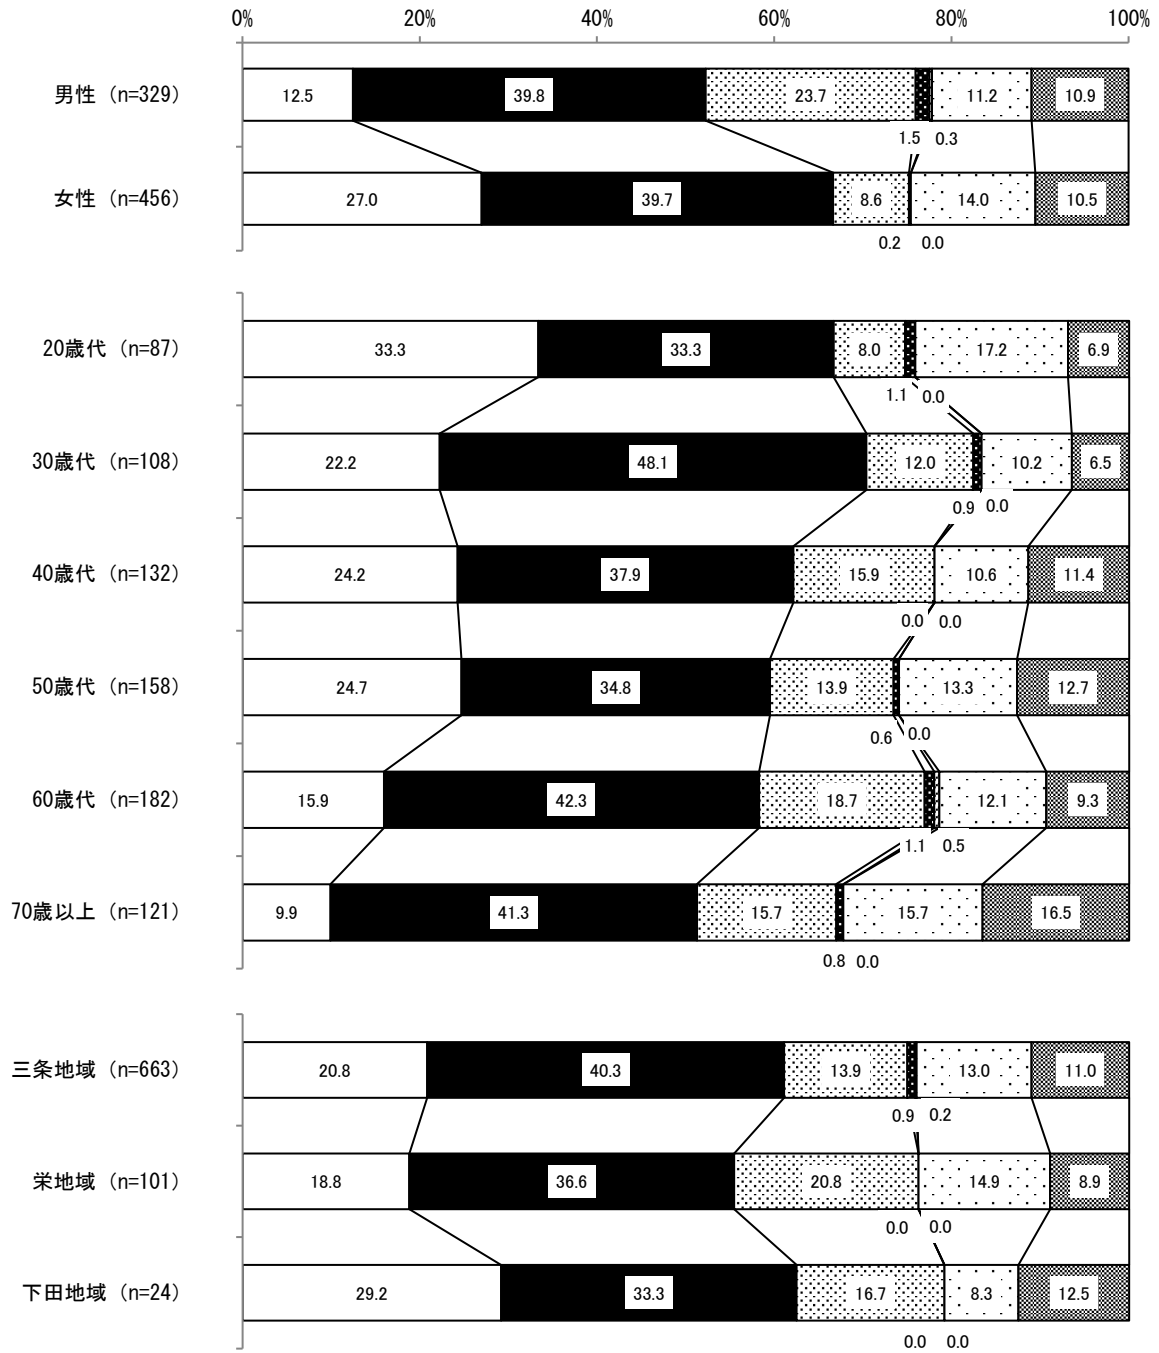 0% 20% 40% 60% 80% 100%
男性 (n=329) 12.5 39.8 23.7 11.2 10.9
1.5 0.3
女性 (n=456) 27.0 39.7 8.6 14.0 10.5
0.2 0.0
20歳代 (n=87) 33.3 33.3 8.0 17.2 6.9
1.1 0.0
30歳代 (n=108) 22.2 48.1 12.0 10.2 6.5
0.9 0.0
40歳代 (n=132) 24.2 37.9 15.9 10.6 11.4
0.0 0.0
50歳代 (n=158) 24.7 34.8 13.9 13.3 12.7
0.6 0.0
60歳代 (n=182) 15.9 42.3 18.7 12.1 9.3
1.1 0.5
70歳以上 (n=121) 9.9 41.3 15.7 15.7 16.5
0.8 0.0
三条地域 (n=663) 20.8 40.3 13.9 13.0 11.0
0.9 0.2
栄地域 (n=101) 18.8 36.6 20.8 14.9 8.9
0.0 0.0
下田地域 (n=24) 29.2 33.3 16.7 8.3 12.5
0.0 0.0